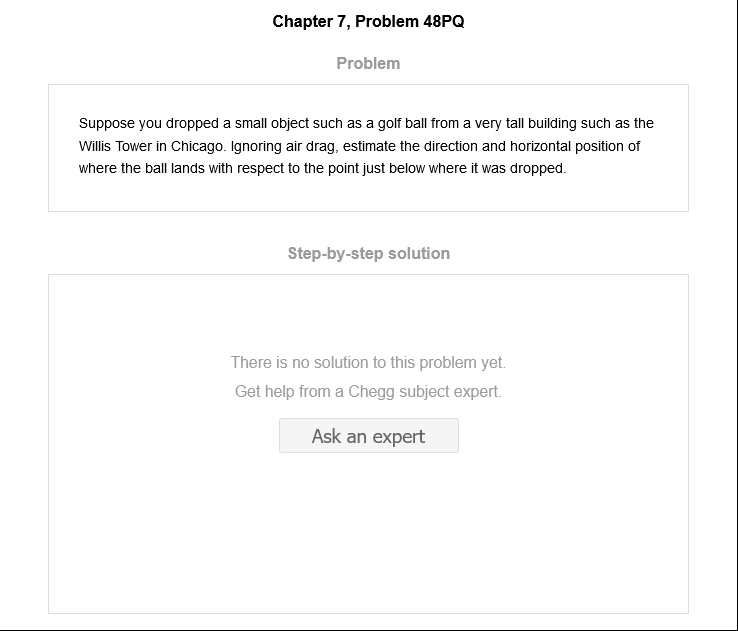 Chapter 7, Problem 48PQ
Problem
Suppose you dropped a small object such as a golf ball from a very tall building such as the
Willis Tower in Chicago. Ignoring air drag, estimate the direction and horizontal position of
where the ball lands with respect to the point just below where it was dropped.
Step-by-step solution
There is no solution to this problem yet.
Get help from a Chegg subject expert.
Ask an expert